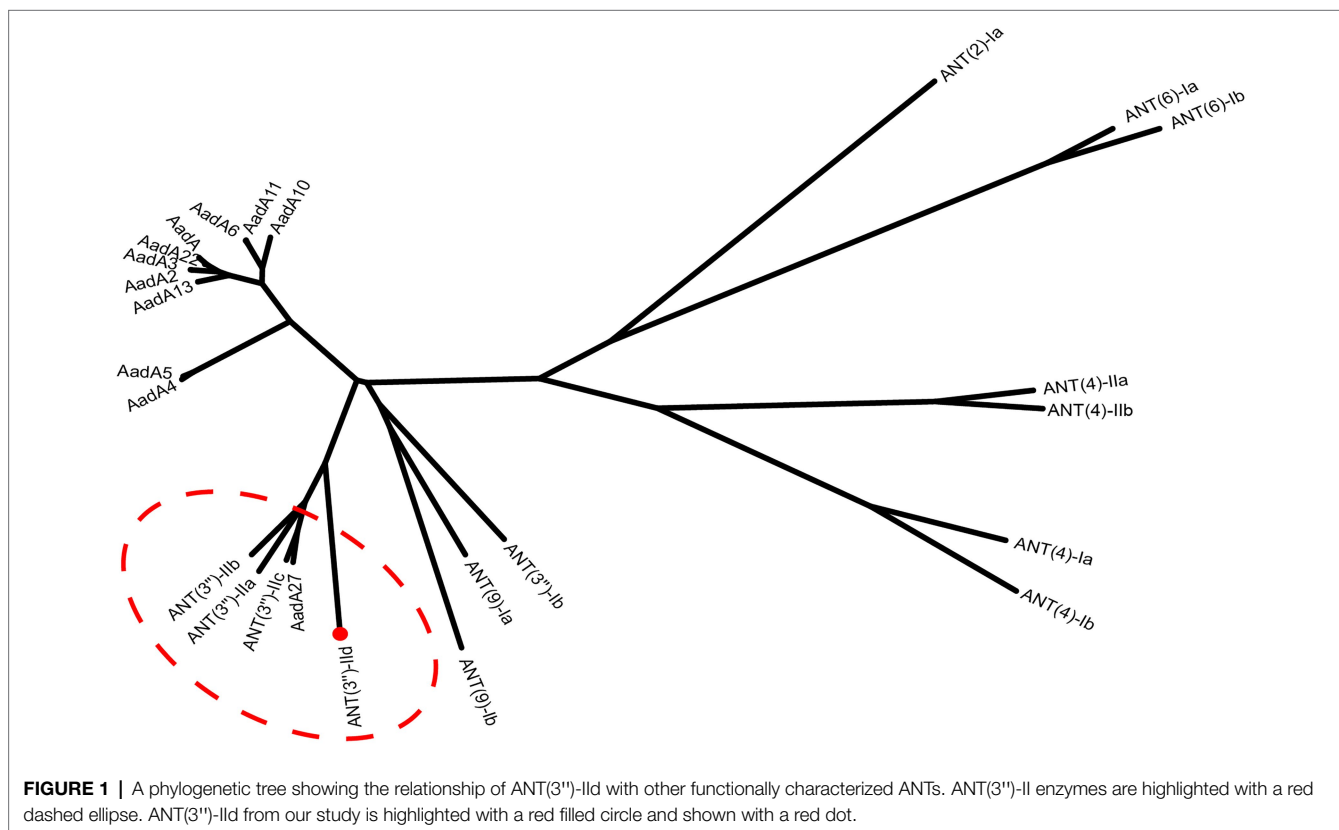 ANT(2)-Ia
ANT(6)-Ia
ANT(6)-Ib
AadA11
AadA10
AadA6
AadA
AadA22
AadA3
AadA2
AadA13
AadA5
AadA4
ANT(4)-IIa
ANT(4)-IIb
ANT(4)-Ia
ANT(4)-Ib
ANT(3")-IIb
ANT(3")-IIa
ANT(3")-IIc
AadA27
ANT(3")-IId
ANT(9)-Ib
ANT(9)-Ia
ANT(3")-Ib
FIGURE 1 | A phylogenetic tree showing the relationship of ANT(3'')-IId with other functionally characterized ANTs. ANT(3'')-II enzymes are highlighted with a red
dashed ellipse. ANT(3'')-IId from our study is highlighted with a red filled circle and shown with a red dot.